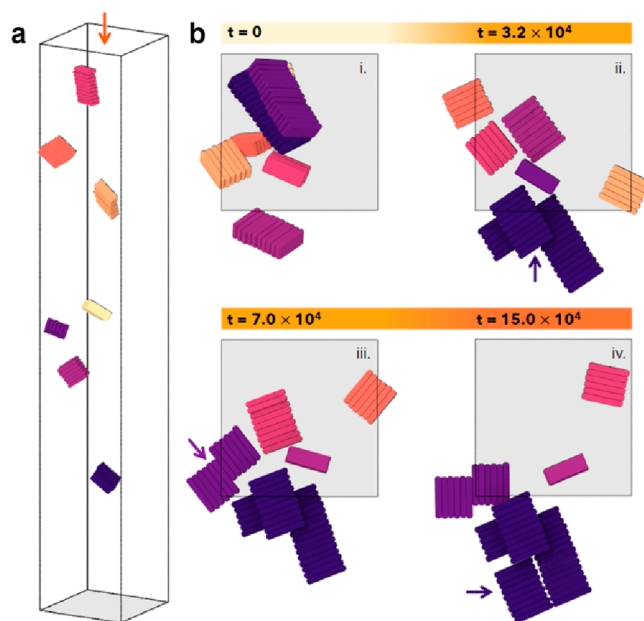 a
b
t = 0
t = 3.2 × 10⁴
i.
ii.
t = 7.0 × 10⁴
t = 15.0 × 10⁴
iii.
iv.